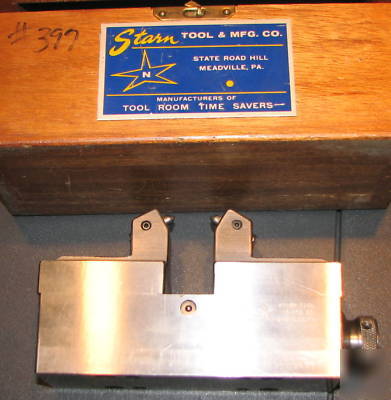 #397
Starn TOOL & MFG. CO.
N
STATE ROAD HILL
MEADVILLE, PA.
MANUFACTURERS OF
TOOL ROOM TIME SAVERS